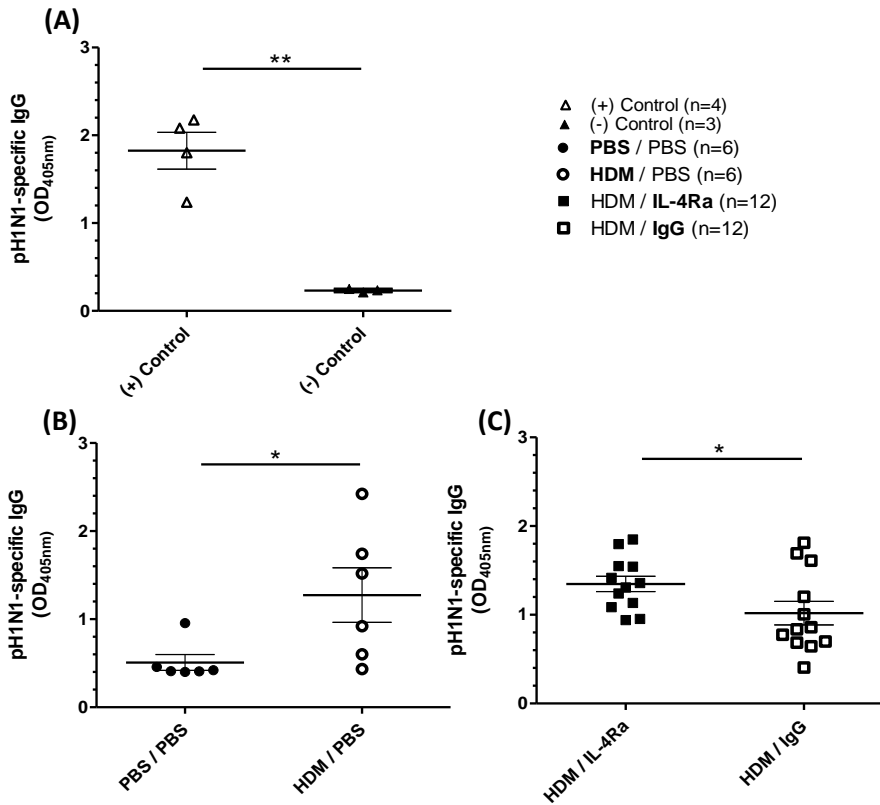 (A)
**
pH1N1-specific IgG
(OD405nm)
3
2
1
0
(+) Control
(-) Control
(+) Control (n=4)
(-) Control (n=3)
PBS / PBS (n=6)
HDM / PBS (n=6)
HDM / IL-4Ra (n=12)
HDM / IgG (n=12)
(B)
*
pH1N1-specific IgG
(OD405nm)
3
2
1
0
PBS / PBS
HDM / PBS
(C)
*
pH1N1-specific IgG
(OD405nm)
3
2
1
0
HDM / IL-4Ra
HDM / IgG